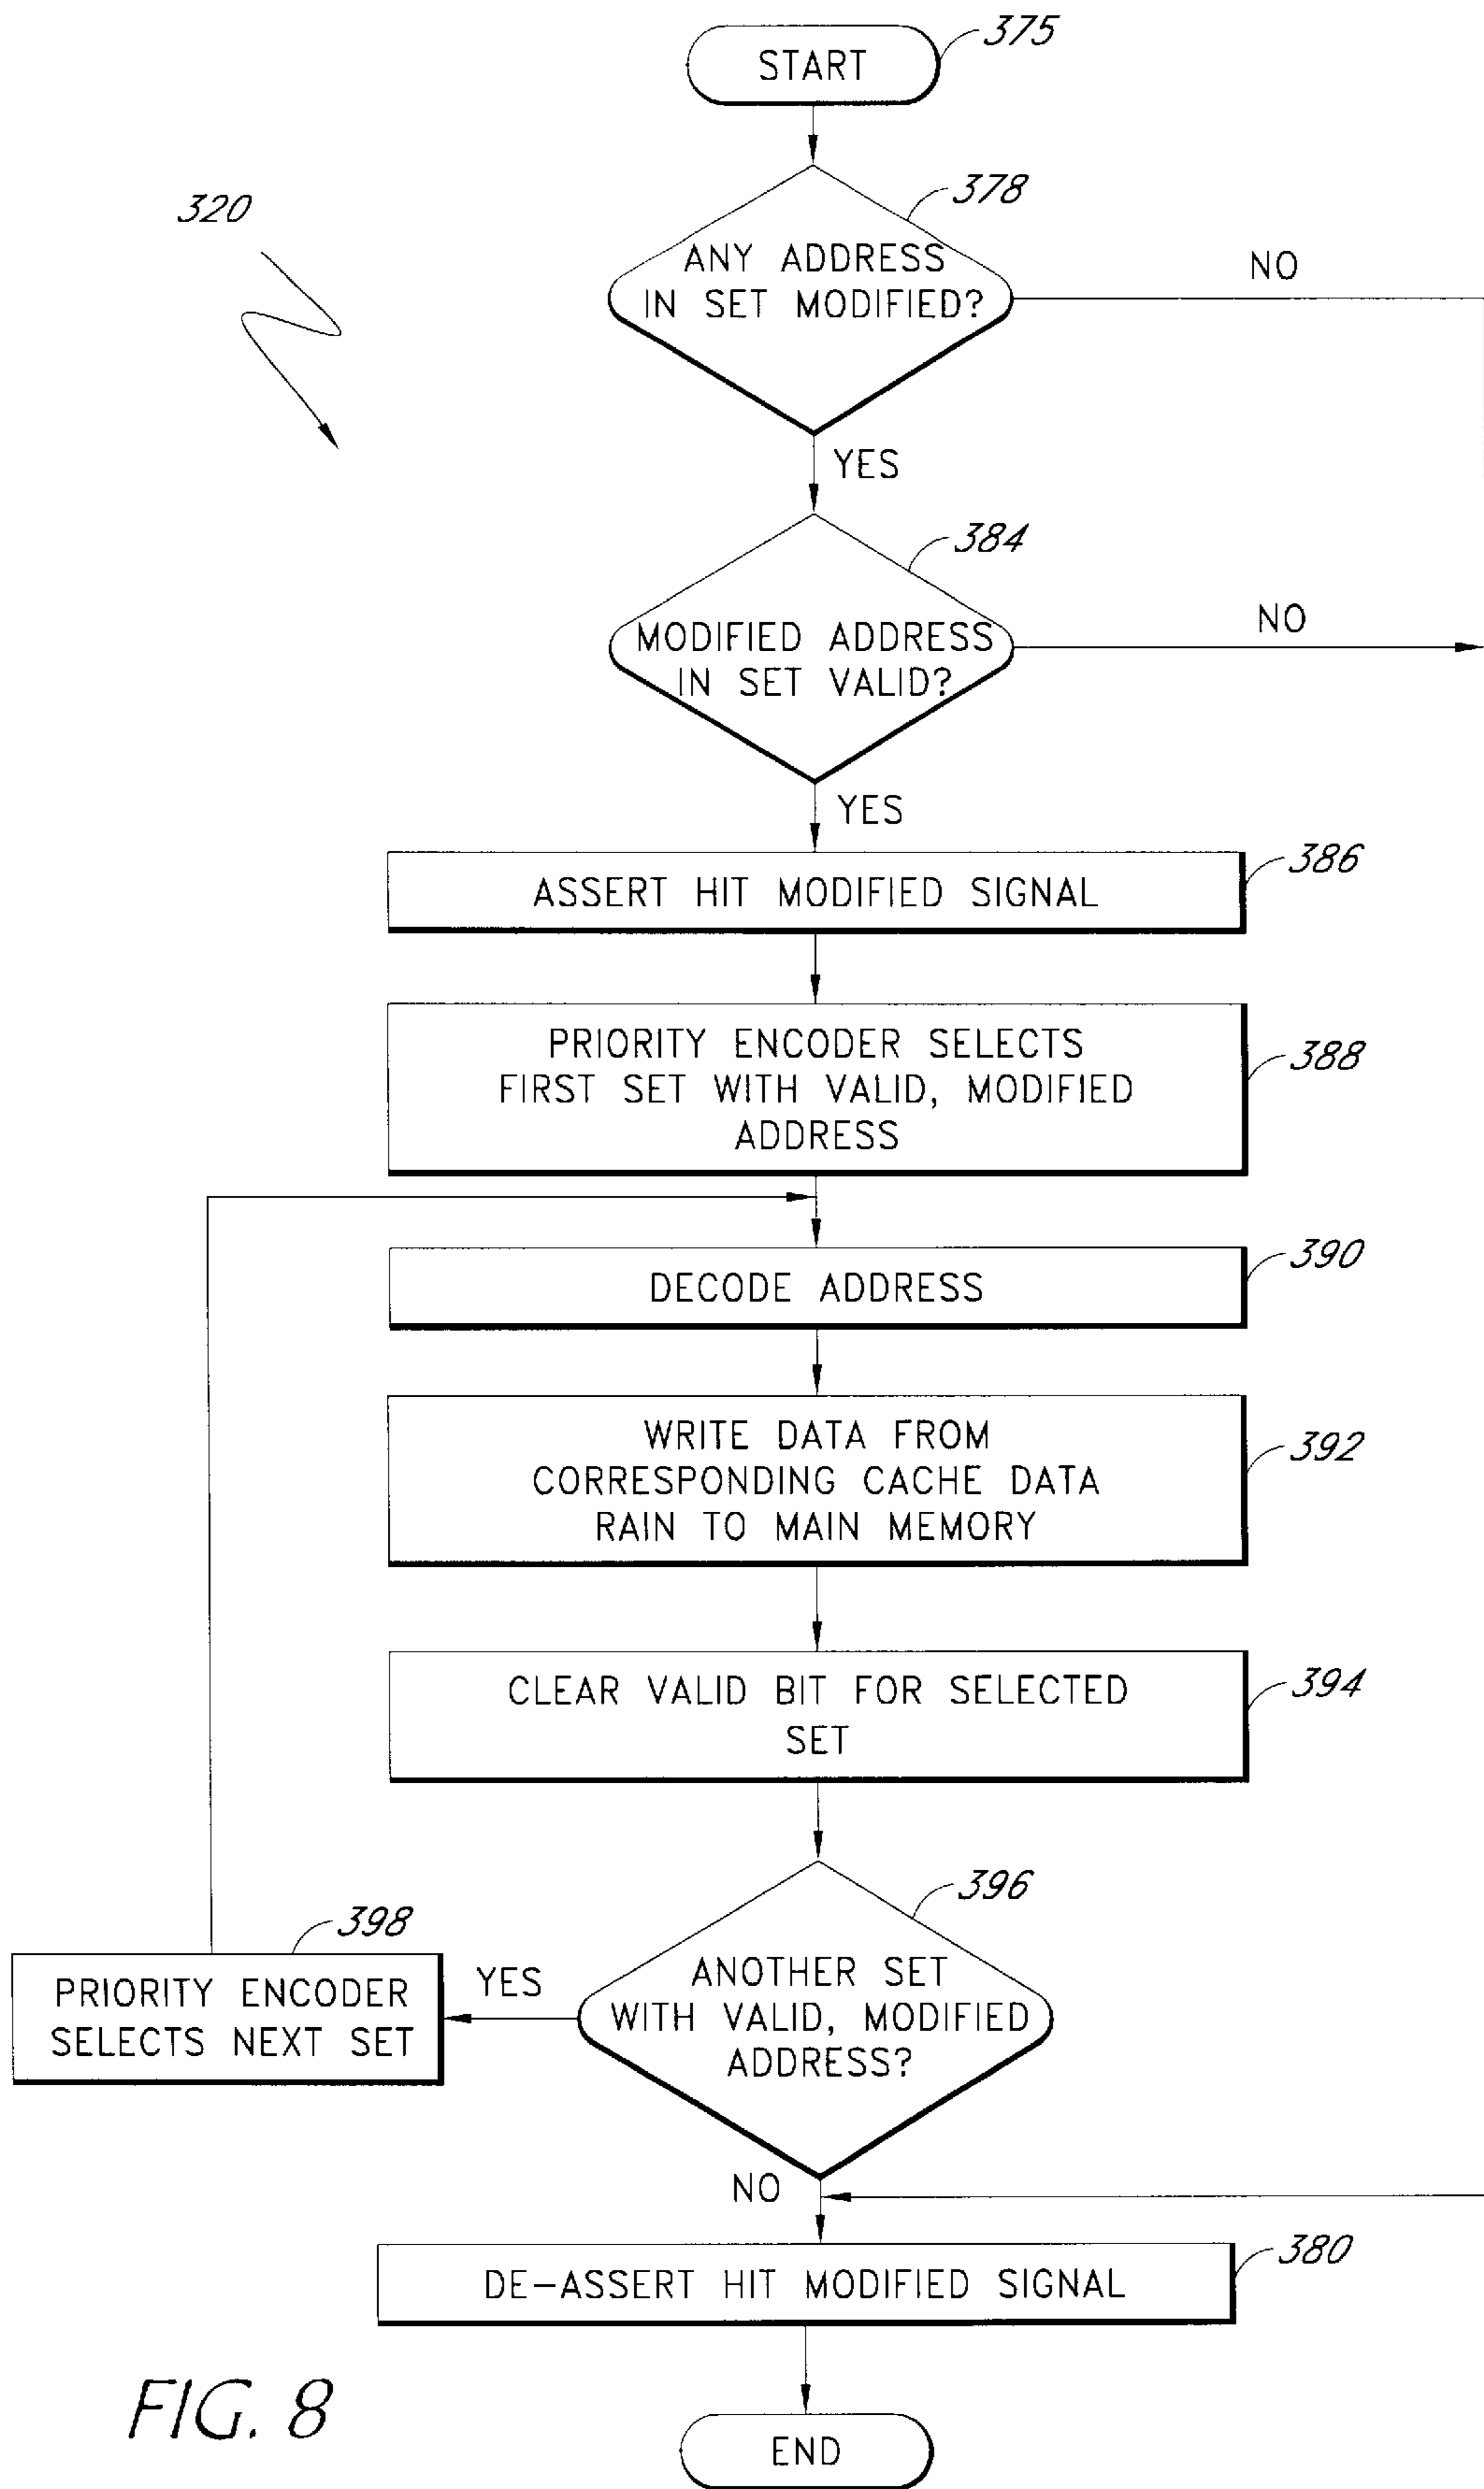 START
375
320
378
ANY ADDRESS
IN SET MODIFIED?
NO
YES
384
MODIFIED ADDRESS
IN SET VALID?
NO
YES
386
ASSERT HIT MODIFIED SIGNAL
PRIORITY ENCODER SELECTS
FIRST SET WITH VALID, MODIFIED
ADDRESS
388
390
DECODE ADDRESS
WRITE DATA FROM
CORRESPONDING CACHE DATA
RAIN TO MAIN MEMORY
392
CLEAR VALID BIT FOR SELECTED
SET
394
396
398
ANOTHER SET
WITH VALID, MODIFIED
ADDRESS?
YES
PRIORITY ENCODER
SELECTS NEXT SET
NO
380
DE-ASSERT HIT MODIFIED SIGNAL
FIG. 8
END